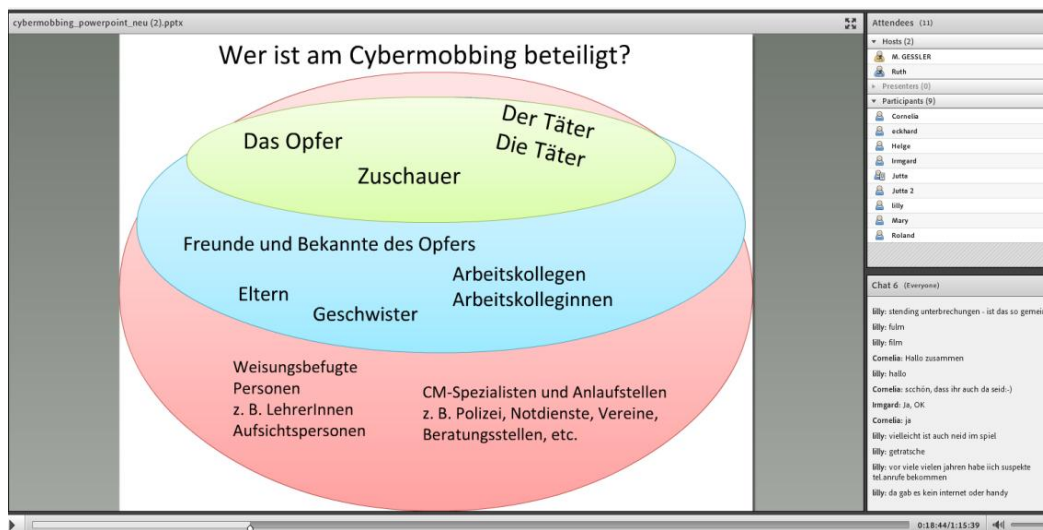 cybermobbing_powerpoint_neu (2).pptx
Wer ist am Cybermobbing beteiligt?
Das Opfer
Der Täter
Die Täter
Zuschauer
Freunde und Bekannte des Opfers
Arbeitskollegen
Arbeitskolleginnen
Eltern
Geschwister
Weisungsbefugte
Personen
z. B. LehrerInnen
Aufsichtspersonen
CM-Spezialisten und Anlaufstellen
z. B. Polizei, Notdienste, Vereine,
Beratungsstellen, etc.
Attendees (11)
Hosts (2)
M. GESSLER
Ruth
Presenters (0)
Participants (9)
Cornelia
eckhard
Helge
Irmgard
Jutte
Jutte 2
lilly
Mary
Roland
Chat 6 (Everyone)
lilly: stending unterbrechungen - ist das so gemei
lilly: fulm
lilly: film
Cornelia: Hallo zusammen
lilly: hallo
Cornelia: scchön, dass ihr auch da seid:-)
Irmgard: Ja, OK
Cornelia: ja
lilly: vielleicht ist auch neid im spiel
lilly: getratsche
lilly: vor viele vielen jahren habe iich suspekte
tel.anrufe bekommen
lilly: da gab es kein internet oder handy
0:18:44/1:15:39